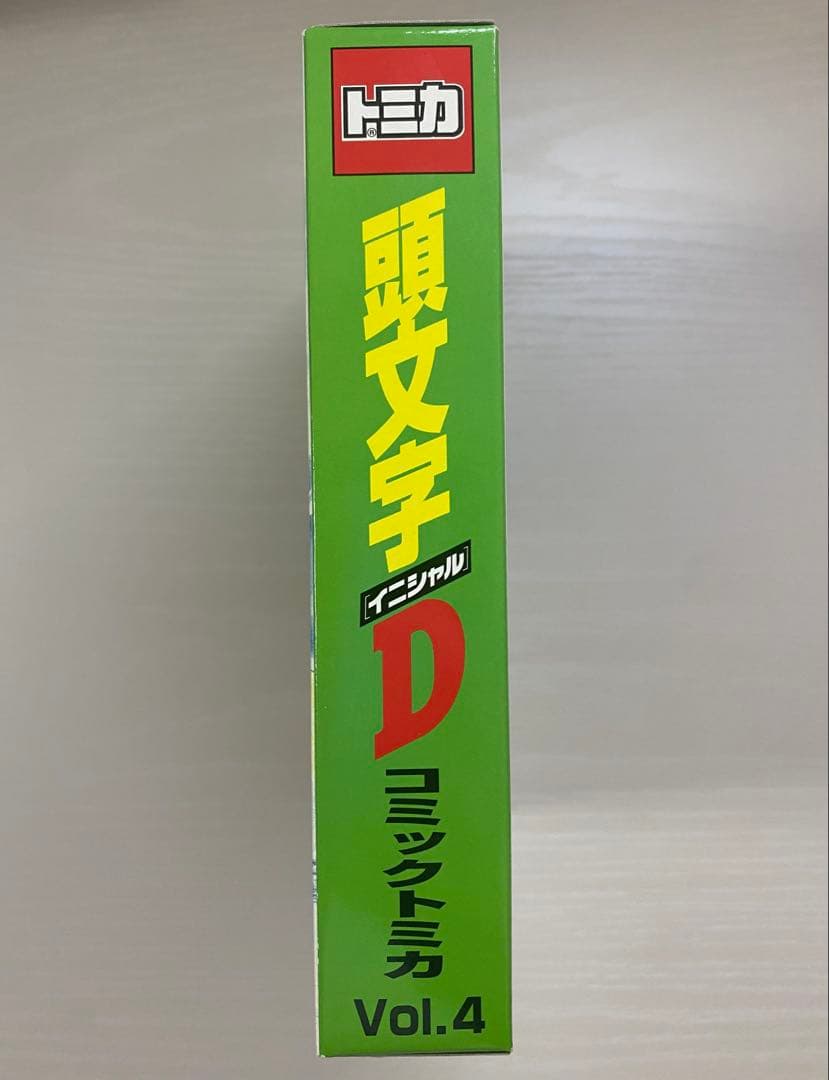 トミカ®
頭文字
[イニシャル]
D
コミックトミカ
Vol.4